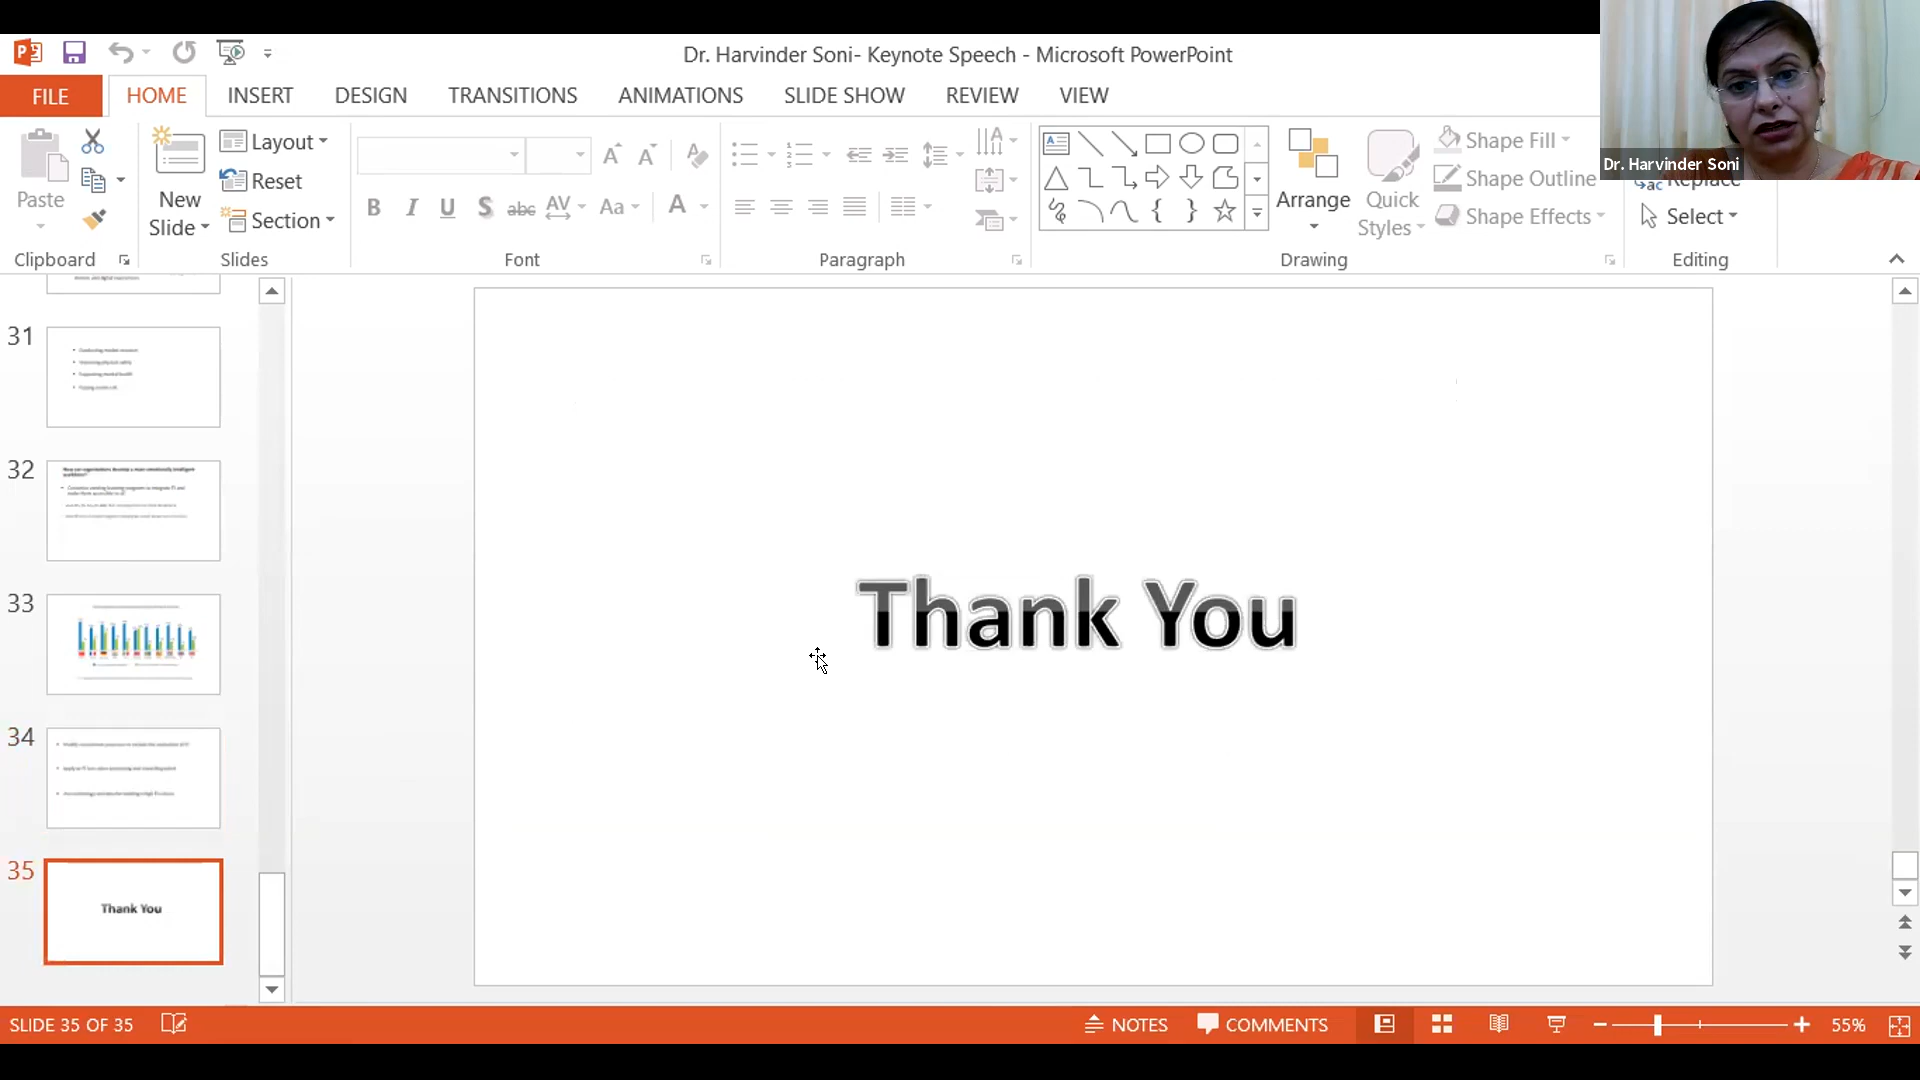 Dr. Harvinder Soni- Keynote Speech - Microsoft PowerPoint
FILE HOME INSERT DESIGN TRANSITIONS ANIMATIONS SLIDE SHOW REVIEW VIEW
Dr. Harvinder Soni
Paste
New
Slide
Layout
Reset
Section
B I U S abc AV Aa A
Arrange
Quick
Styles
Shape Fill
Shape Outline
Shape Effects
Replace
Select
Clipboard Slides Font Paragraph Drawing Editing
31
32
33
34
35
Thank You
Thank You
SLIDE 35 OF 35 NOTES COMMENTS 55%